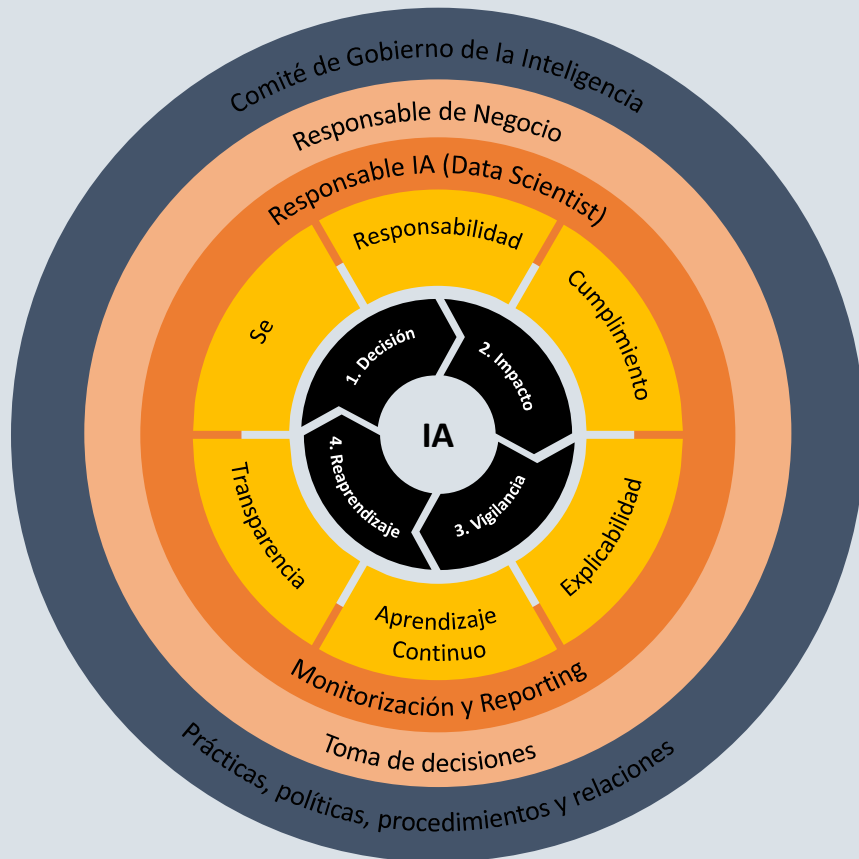 Comité de Gobierno de la Inteligencia
Responsable de Negocio
Responsable IA (Data Scientist)
Responsabilidad
Cumplimiento
Explicabilidad
Aprendizaje
Continuo
Transparencia
Se
1. Decisión
2. Impacto
3. Vigilancia
4. Reaprendizaje
IA
Monitorización y Reporting
Toma de decisiones
Prácticas, políticas, procedimientos y relaciones